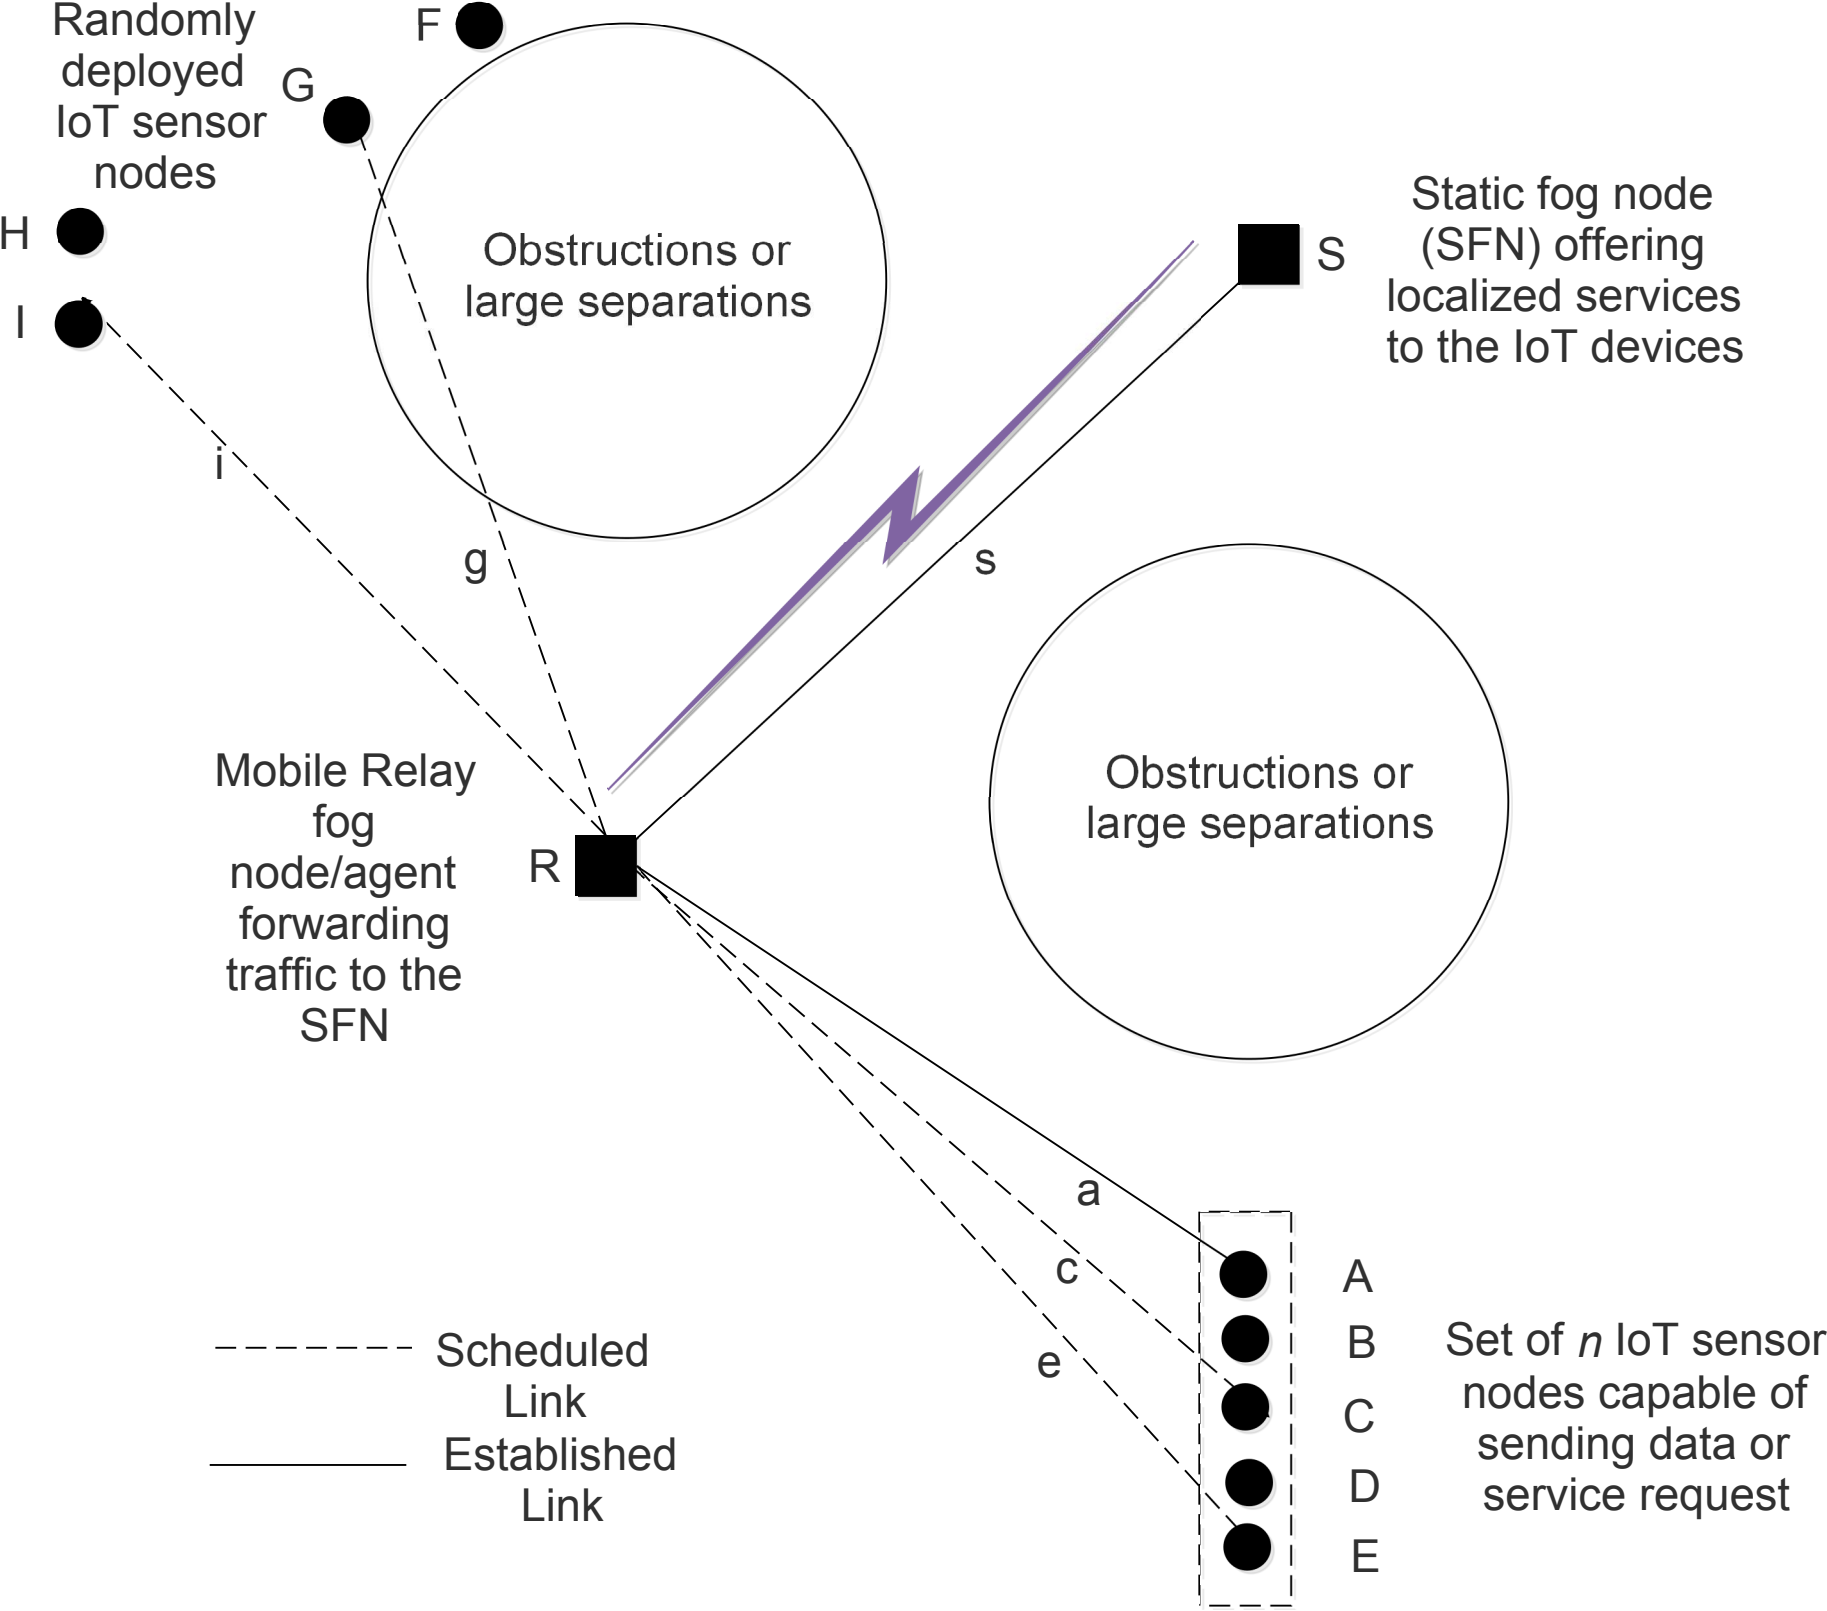 Randomly
deployed
IoT sensor
nodes
F
G
H
I
Obstructions or
large separations
S
Static fog node
(SFN) offering
localized services
to the IoT devices
i
g
s
Mobile Relay
fog
node/agent
forwarding
traffic to the
SFN
R
Obstructions or
large separations
a
c
e
A
B
C
D
E
Set of n IoT sensor
nodes capable of
sending data or
service request
Scheduled
Link
Established
Link